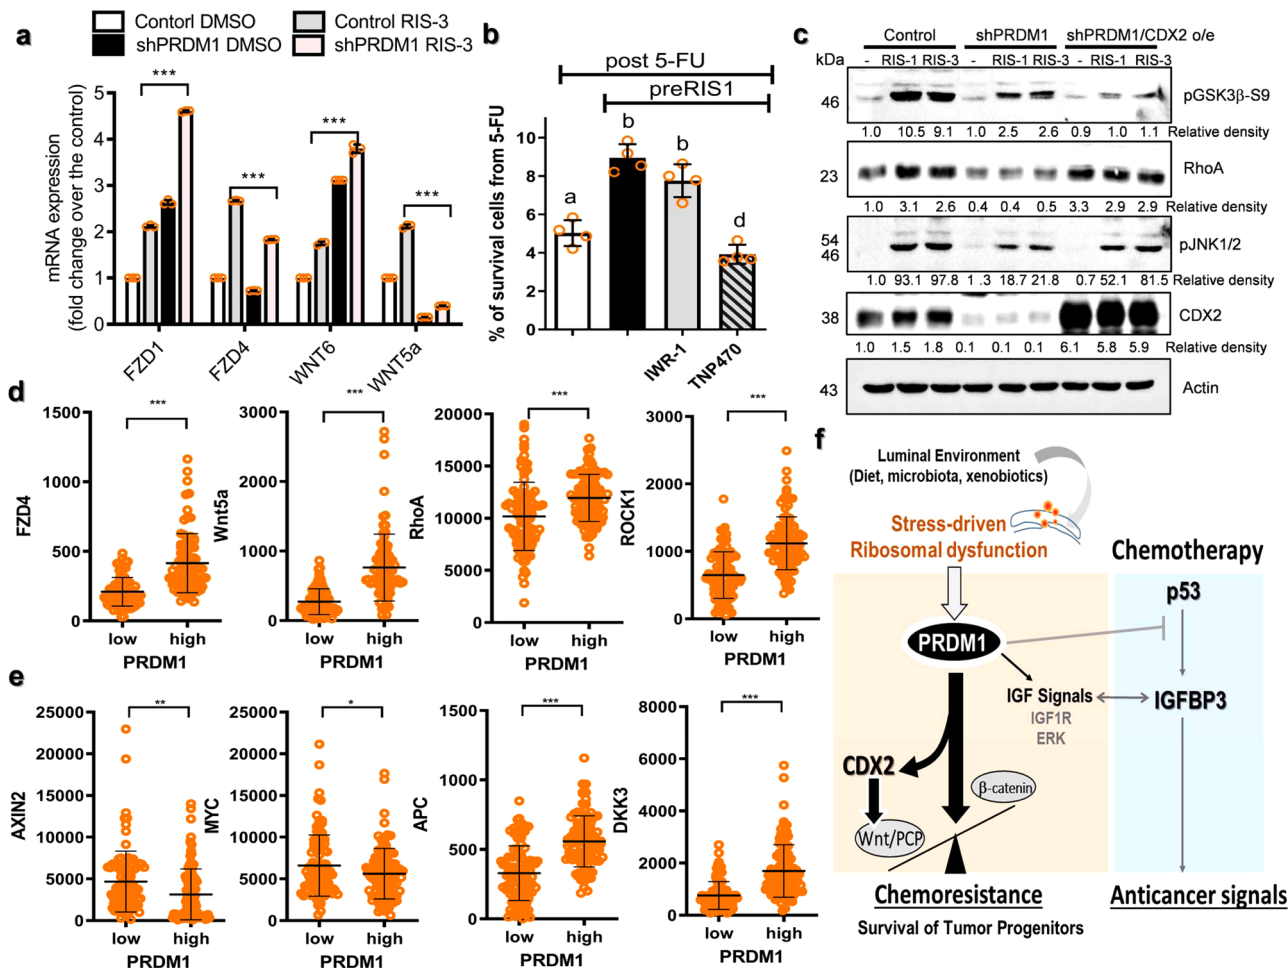 a
Contorl DMSO
Control RIS-3
shPRDM1 DMSO
shPRDM1 RIS-3
mRNA expression
(fold change over the control)
5
4
3
2
1
0
***
***
***
***
FZD1
FZD4
WNT6
WNT5a
b
post 5-FU
preRIS1
% of survival cells from 5-FU
10
8
6
4
2
0
a
b
b
d
IWR-1
TNP470
c
Control
shPRDM1
shPRDM1/CDX2 o/e
kDa
- RIS-1 RIS-3 - RIS-1 RIS-3 - RIS-1 RIS-3
46
pGSK3β-S9
1.0 10.5 9.1 1.0 2.5 2.6 0.9 1.0 1.1 Relative density
23
RhoA
1.0 3.1 2.6 0.4 0.4 0.5 3.3 2.9 2.9 Relative density
54
46
pJNK1/2
1.0 93.1 97.8 1.3 18.7 21.8 0.7 52.1 81.5 Relative density
38
CDX2
1.0 1.5 1.8 0.1 0.1 0.1 6.1 5.8 5.9 Relative density
43
Actin
d
FZD4
1500
1000
500
0
***
low high
PRDM1
Wnt5a
3000
2000
1000
0
***
low high
PRDM1
RhoA
20000
15000
10000
5000
0
***
low high
PRDM1
ROCK1
3000
2000
1000
0
***
low high
PRDM1
e
AXIN2
25000
20000
15000
10000
5000
0
**
low high
PRDM1
MYC
25000
20000
15000
10000
5000
0
*
low high
PRDM1
APC
1500
1000
500
0
***
low high
PRDM1
DKK3
8000
6000
4000
2000
0
***
low high
PRDM1
f
Luminal Environment
(Diet, microbiota, xenobiotics)
Stress-driven
Ribosomal dysfunction
Chemotherapy
p53
PRDM1
IGF Signals
IGF1R
ERK
IGFBP3
CDX2
β-catenin
Wnt/PCP
Chemoresistance
Survival of Tumor Progenitors
Anticancer signals